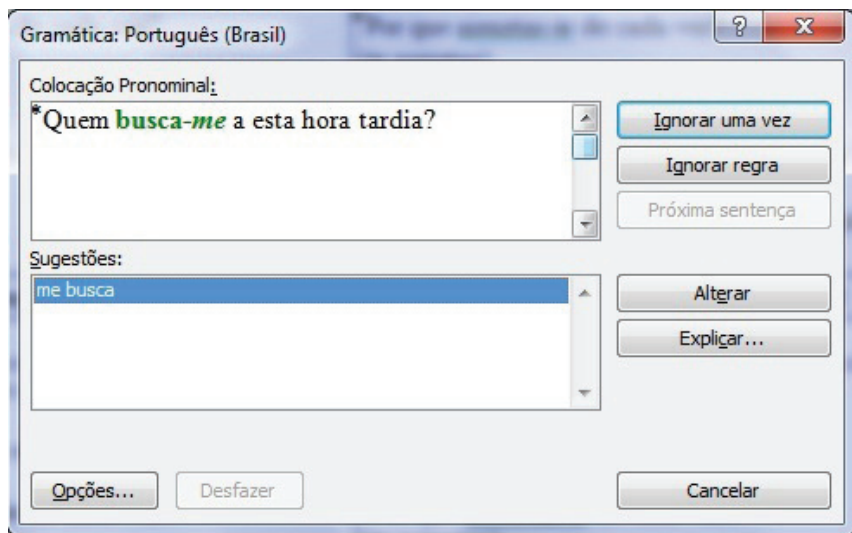 Gramática: Português (Brasil)
Colocação Pronominal:
*Quem busca-me a esta hora tardia?
Ignorar uma vez
Ignorar regra
Próxima sentença
Sugestões:
me busca
Alterar
Explicar...
Opções...
Desfazer
Cancelar